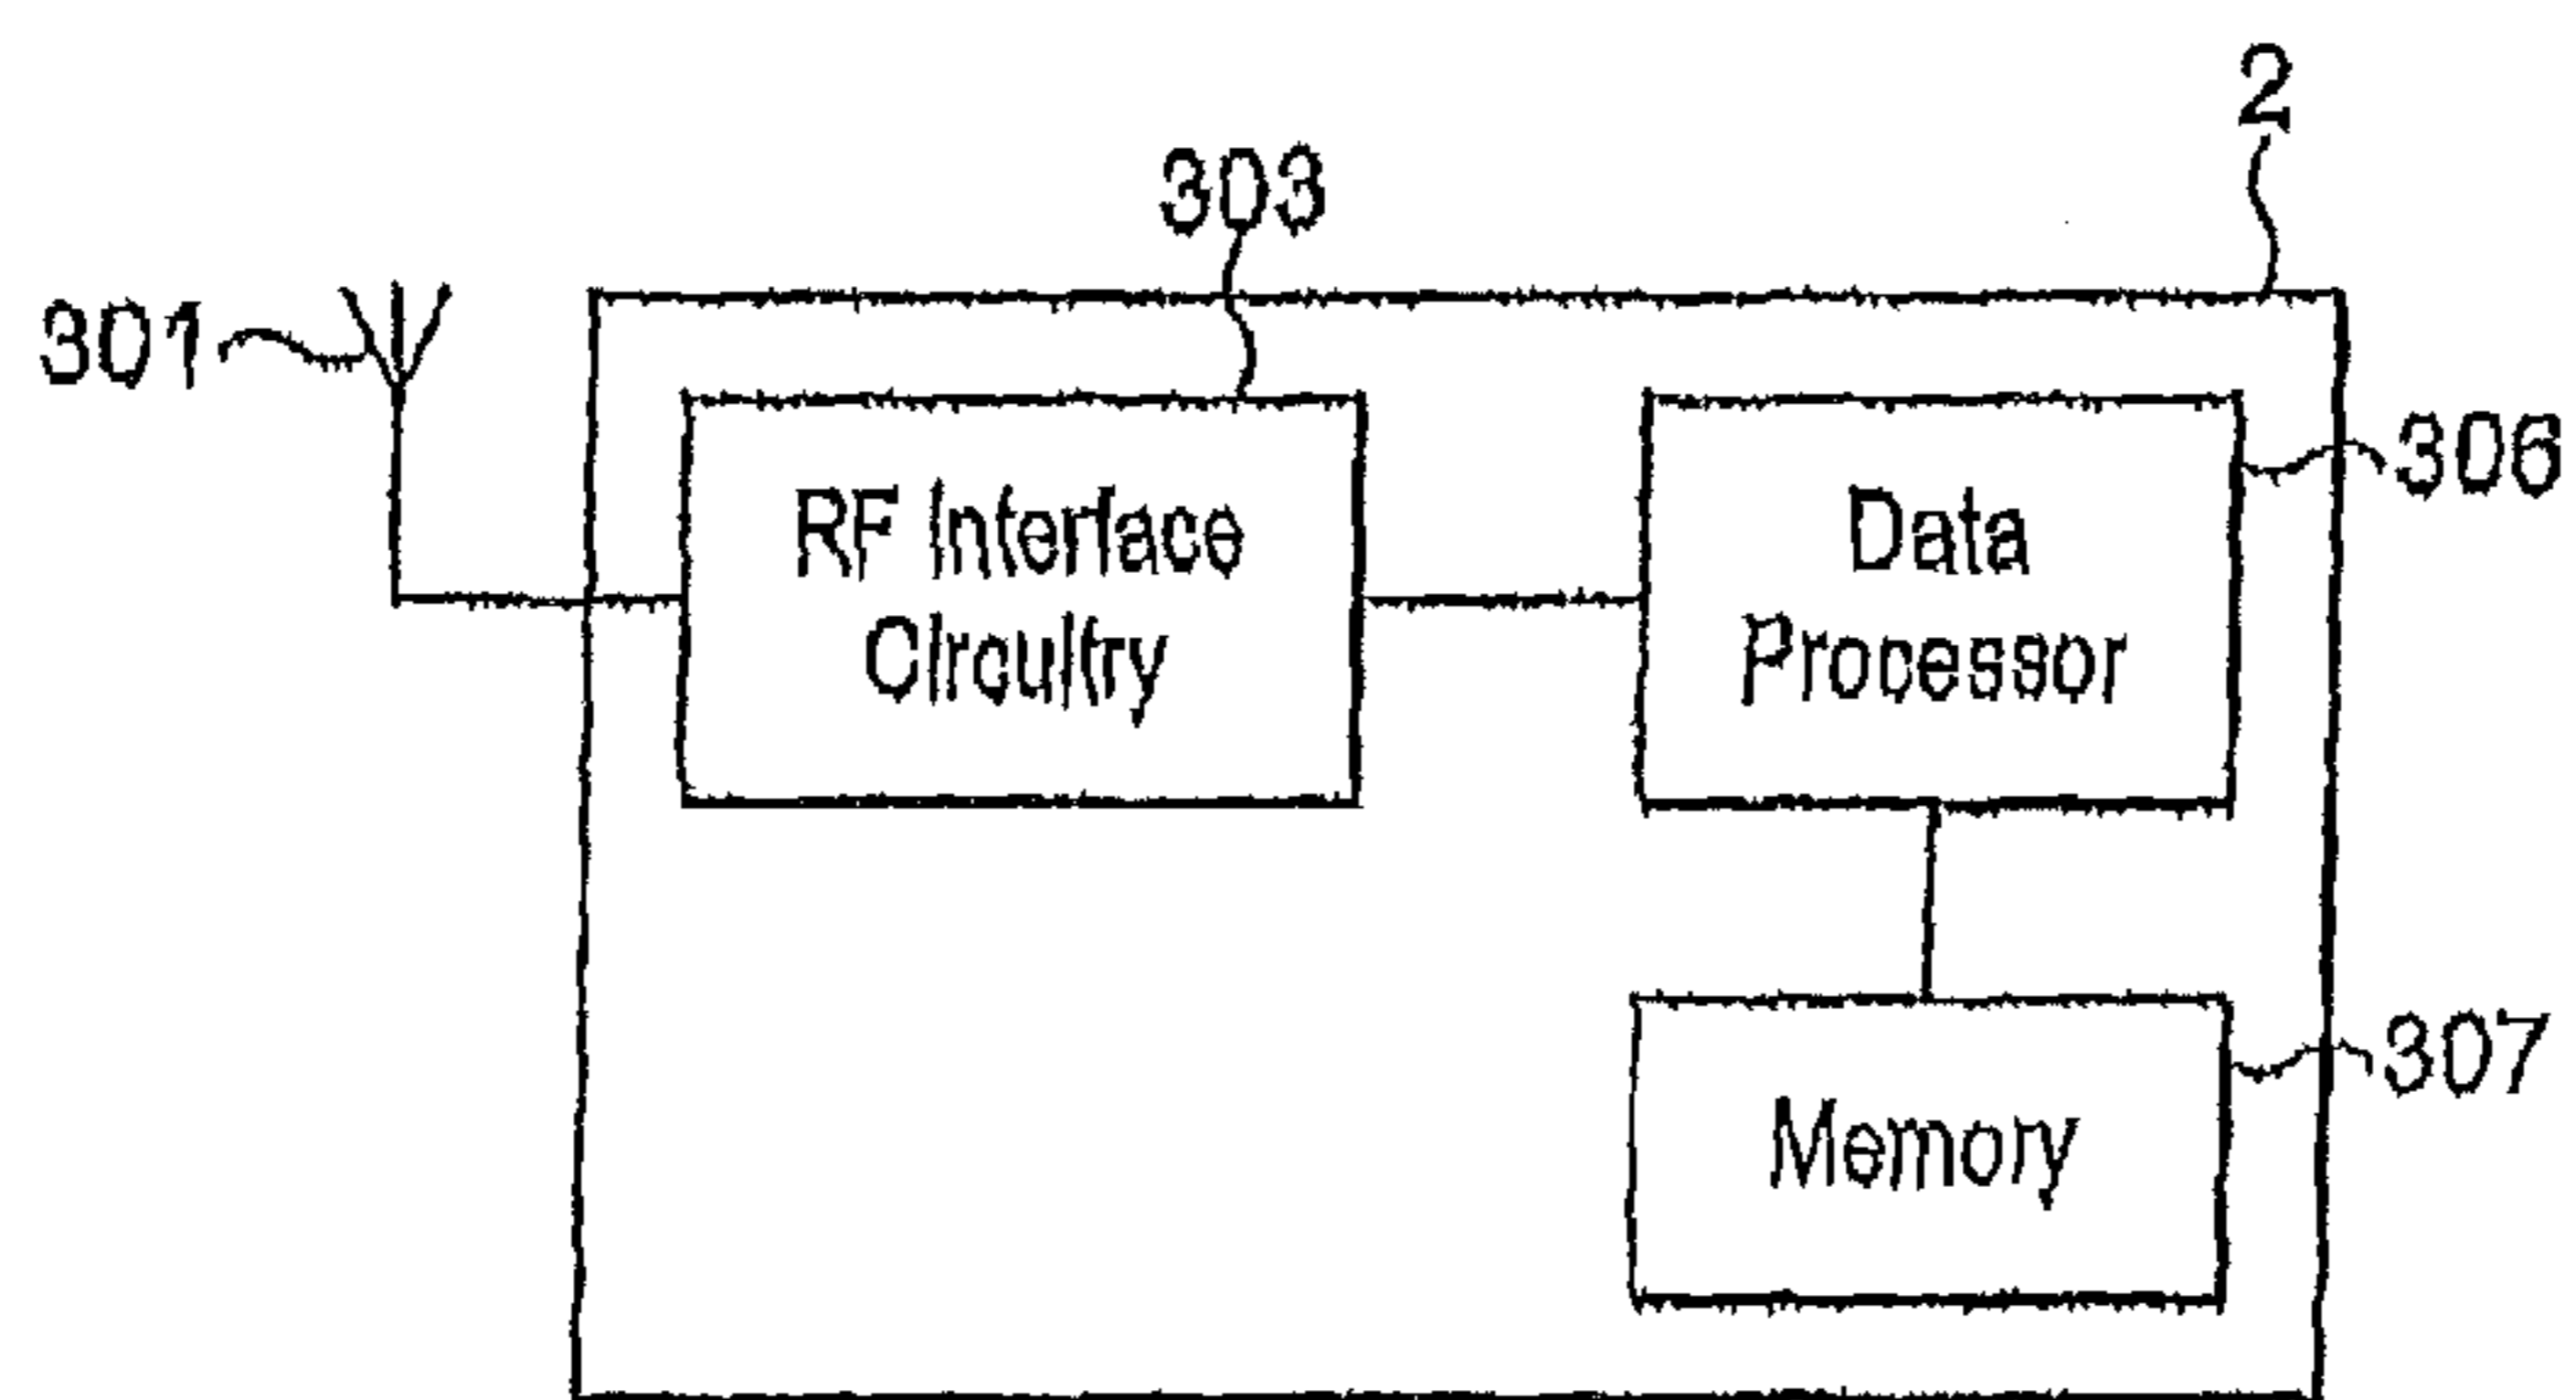 2
303
301
RF Interface
Circuitry
Data
Processor
306
307
Memory